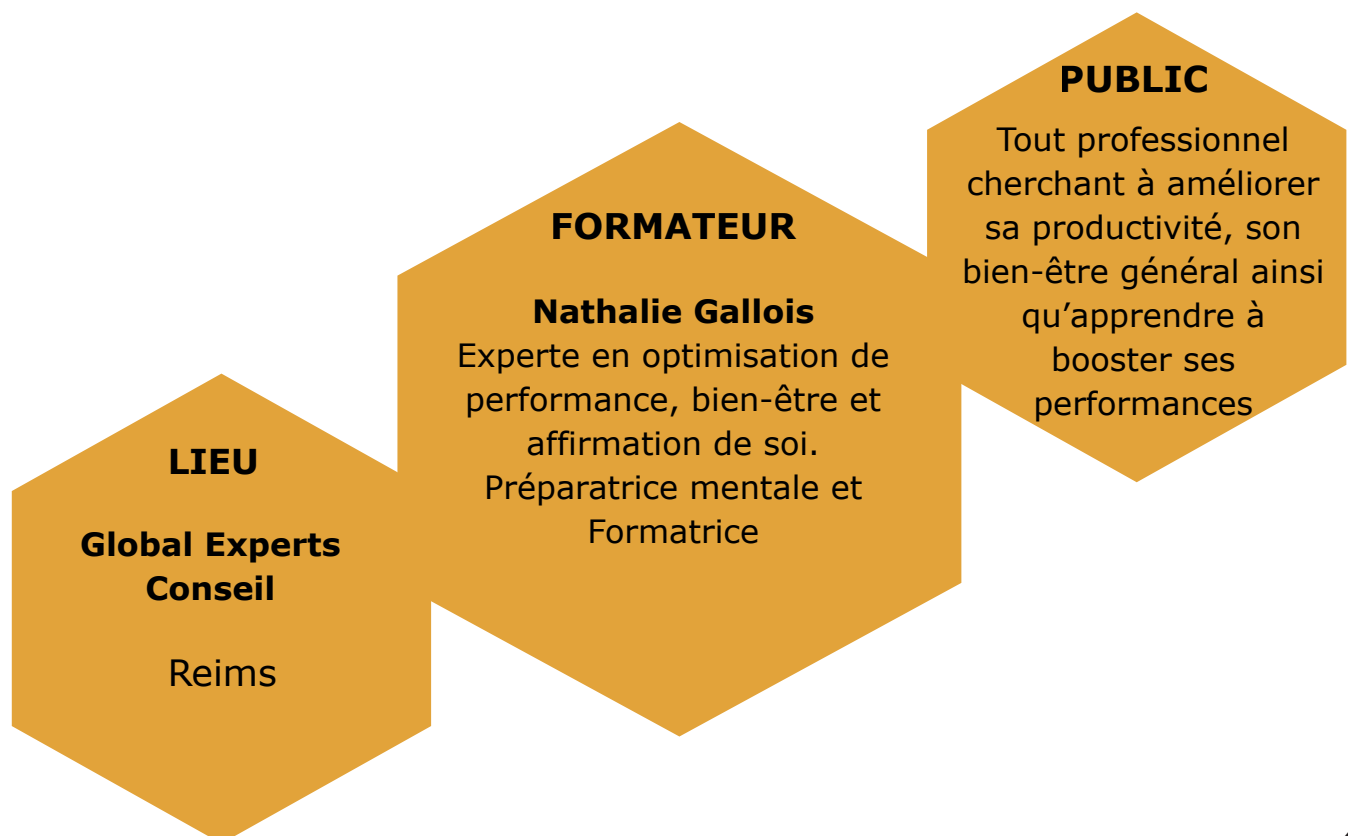 LIEU
Global Experts
Conseil
Reims
FORMATEUR
Nathalie Gallois
Experte en optimisation de
performance, bien-être et
affirmation de soi.
Préparatrice mentale et
Formatrice
PUBLIC
Tout professionnel
cherchant à améliorer
sa productivité, son
bien-être général ainsi
qu’apprendre à
booster ses
performances